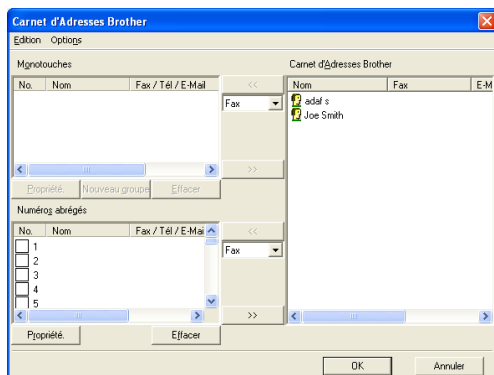 Carnet d'Adresses Brother
Edition Options
Monotouches
No. Nom Fax / Tél / E-Mail
<<
Fax
>>
Propriété. Nouveau groupe Effacer
Numéros abrégés
No. Nom Fax / Tél / E-Mai
1
2
3
4
5
<<
Fax
>>
Propriété. Effacer
Carnet d'Adresses Brother
Nom Fax E-M
adaf s
Joe Smith
OK Annuler